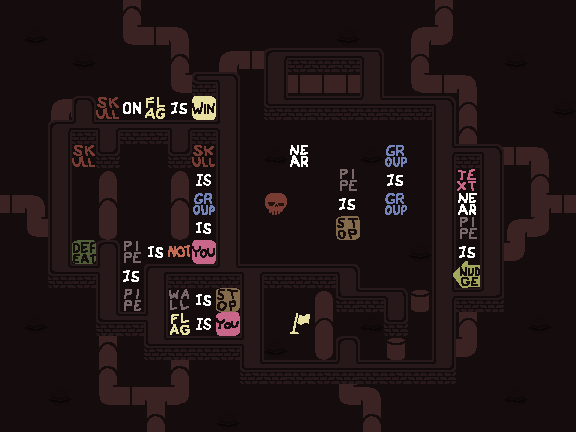 SKULL ON FLAG IS WIN
SKULL SKULL NEAR GROUP
IS PIPE IS TEXT
GROUP IS GROUP NEAR
IS STOP PIPE
DEFEAT PIPE IS NOT YOU IS
IS NUDGE
PIPE WALL IS STOP
FLAG IS YOU